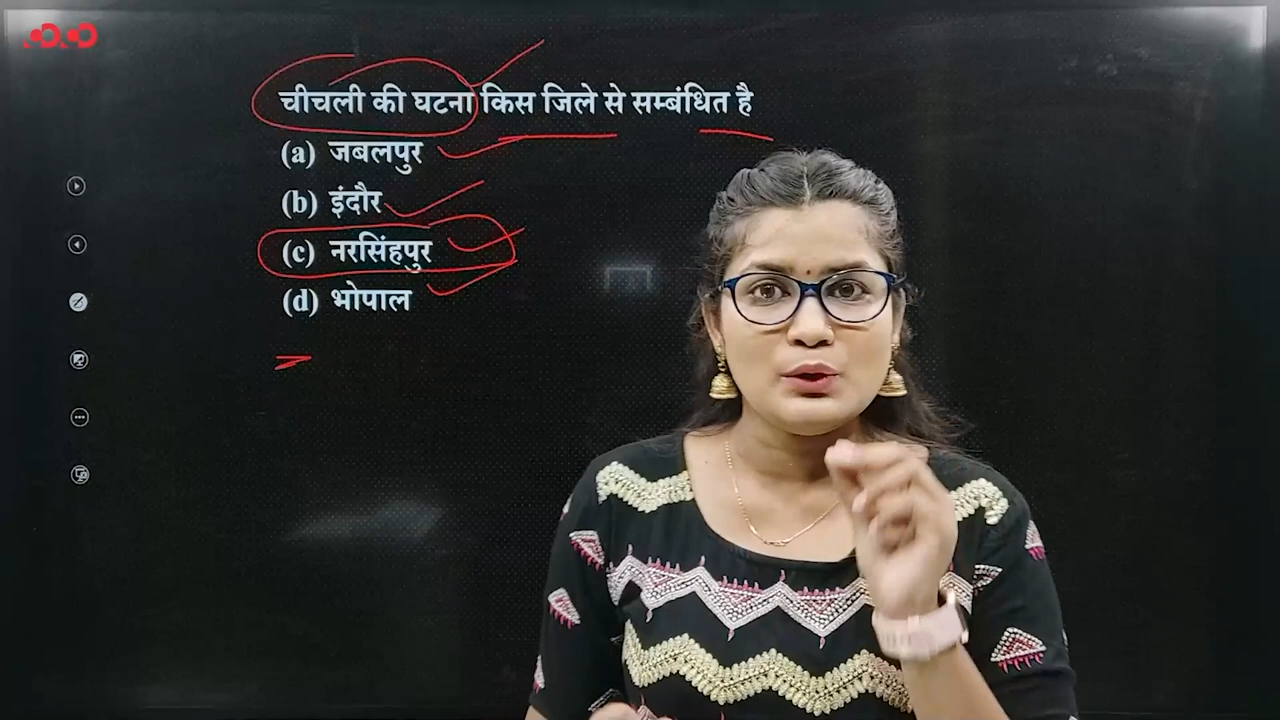 चीचली की घटना किस जिले से सम्बंधित है
(a) जबलपुर
(b) इंदौर
(c) नरसिंहपुर
(d) भोपाल